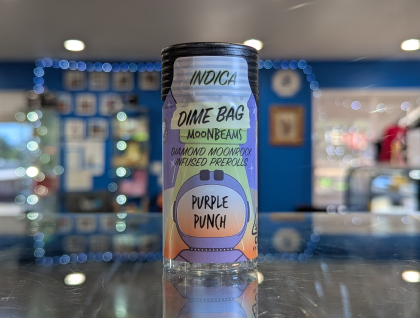 INDICA
DIME BAG
MOONBEAMS
DIAMOND MOONROCK
INFUSED PREROLLS
PURPLE
PUNCH